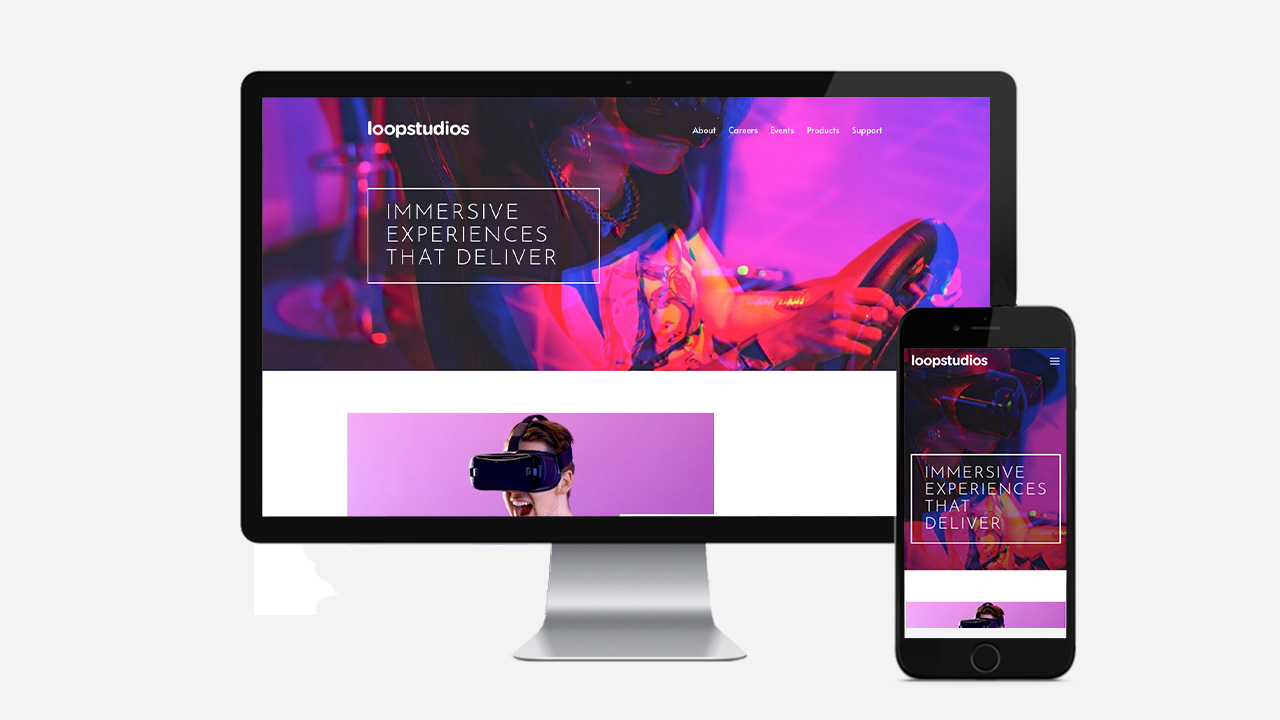 loopstudios
About Careers Events Products Support
IMMERSIVE
EXPERIENCES
THAT DELIVER
loopstudios
IMMERSIVE
EXPERIENCES
THAT
DELIVER